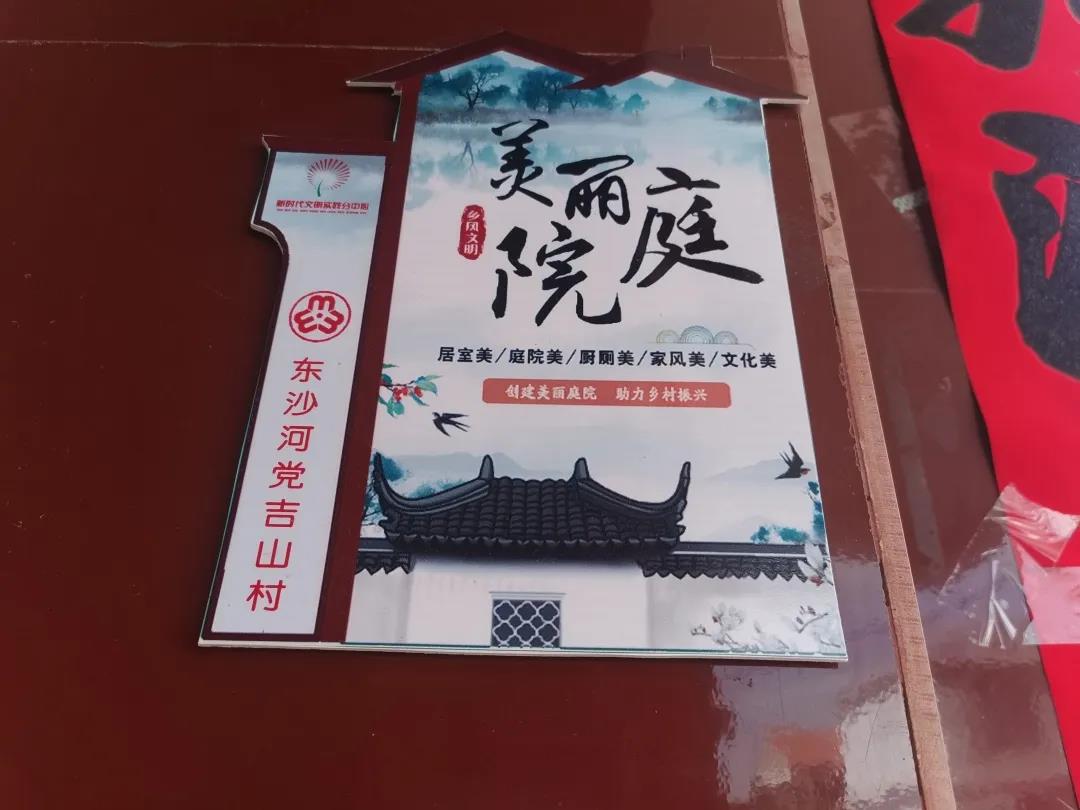 新时代文明实践分中心
东沙河党吉山村
美丽庭院
乡风文明
居室美/庭院美/厨厕美/家风美/文化美
创建美丽庭院 助力乡村振兴